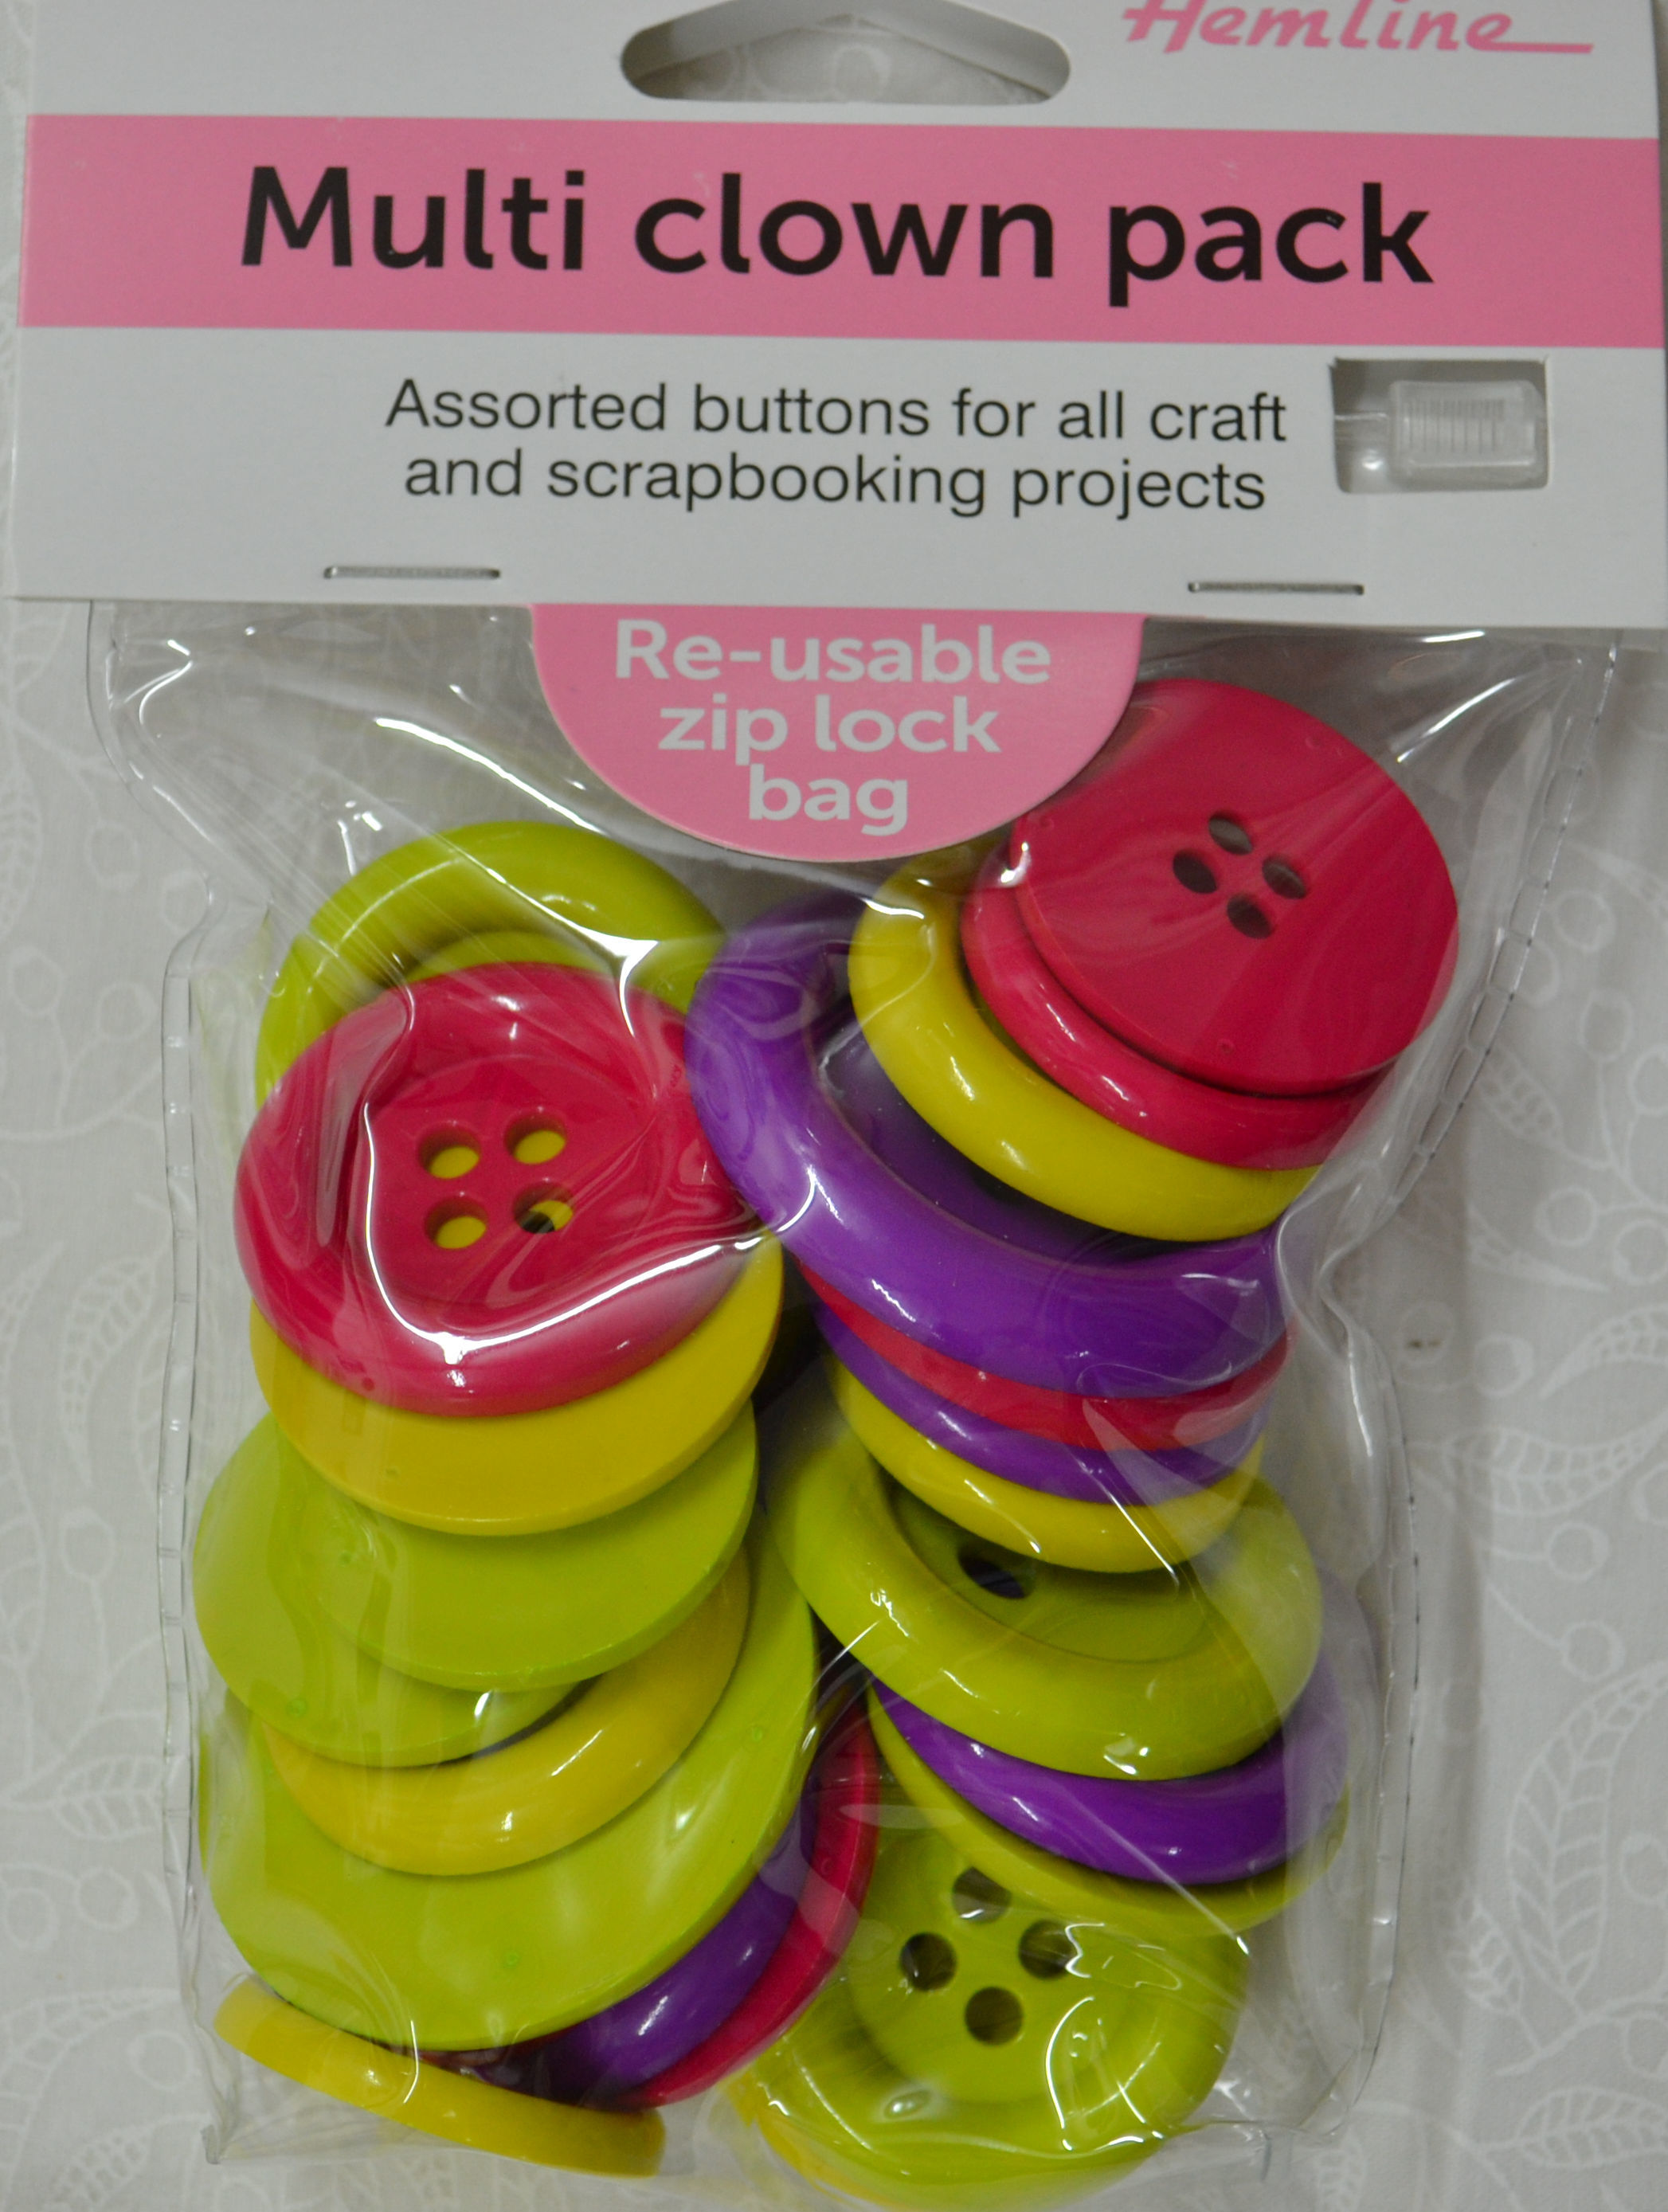 Hemline
Multi clown pack
Assorted buttons for all craft
and scrapbooking projects
Re-usable
zip lock
bag